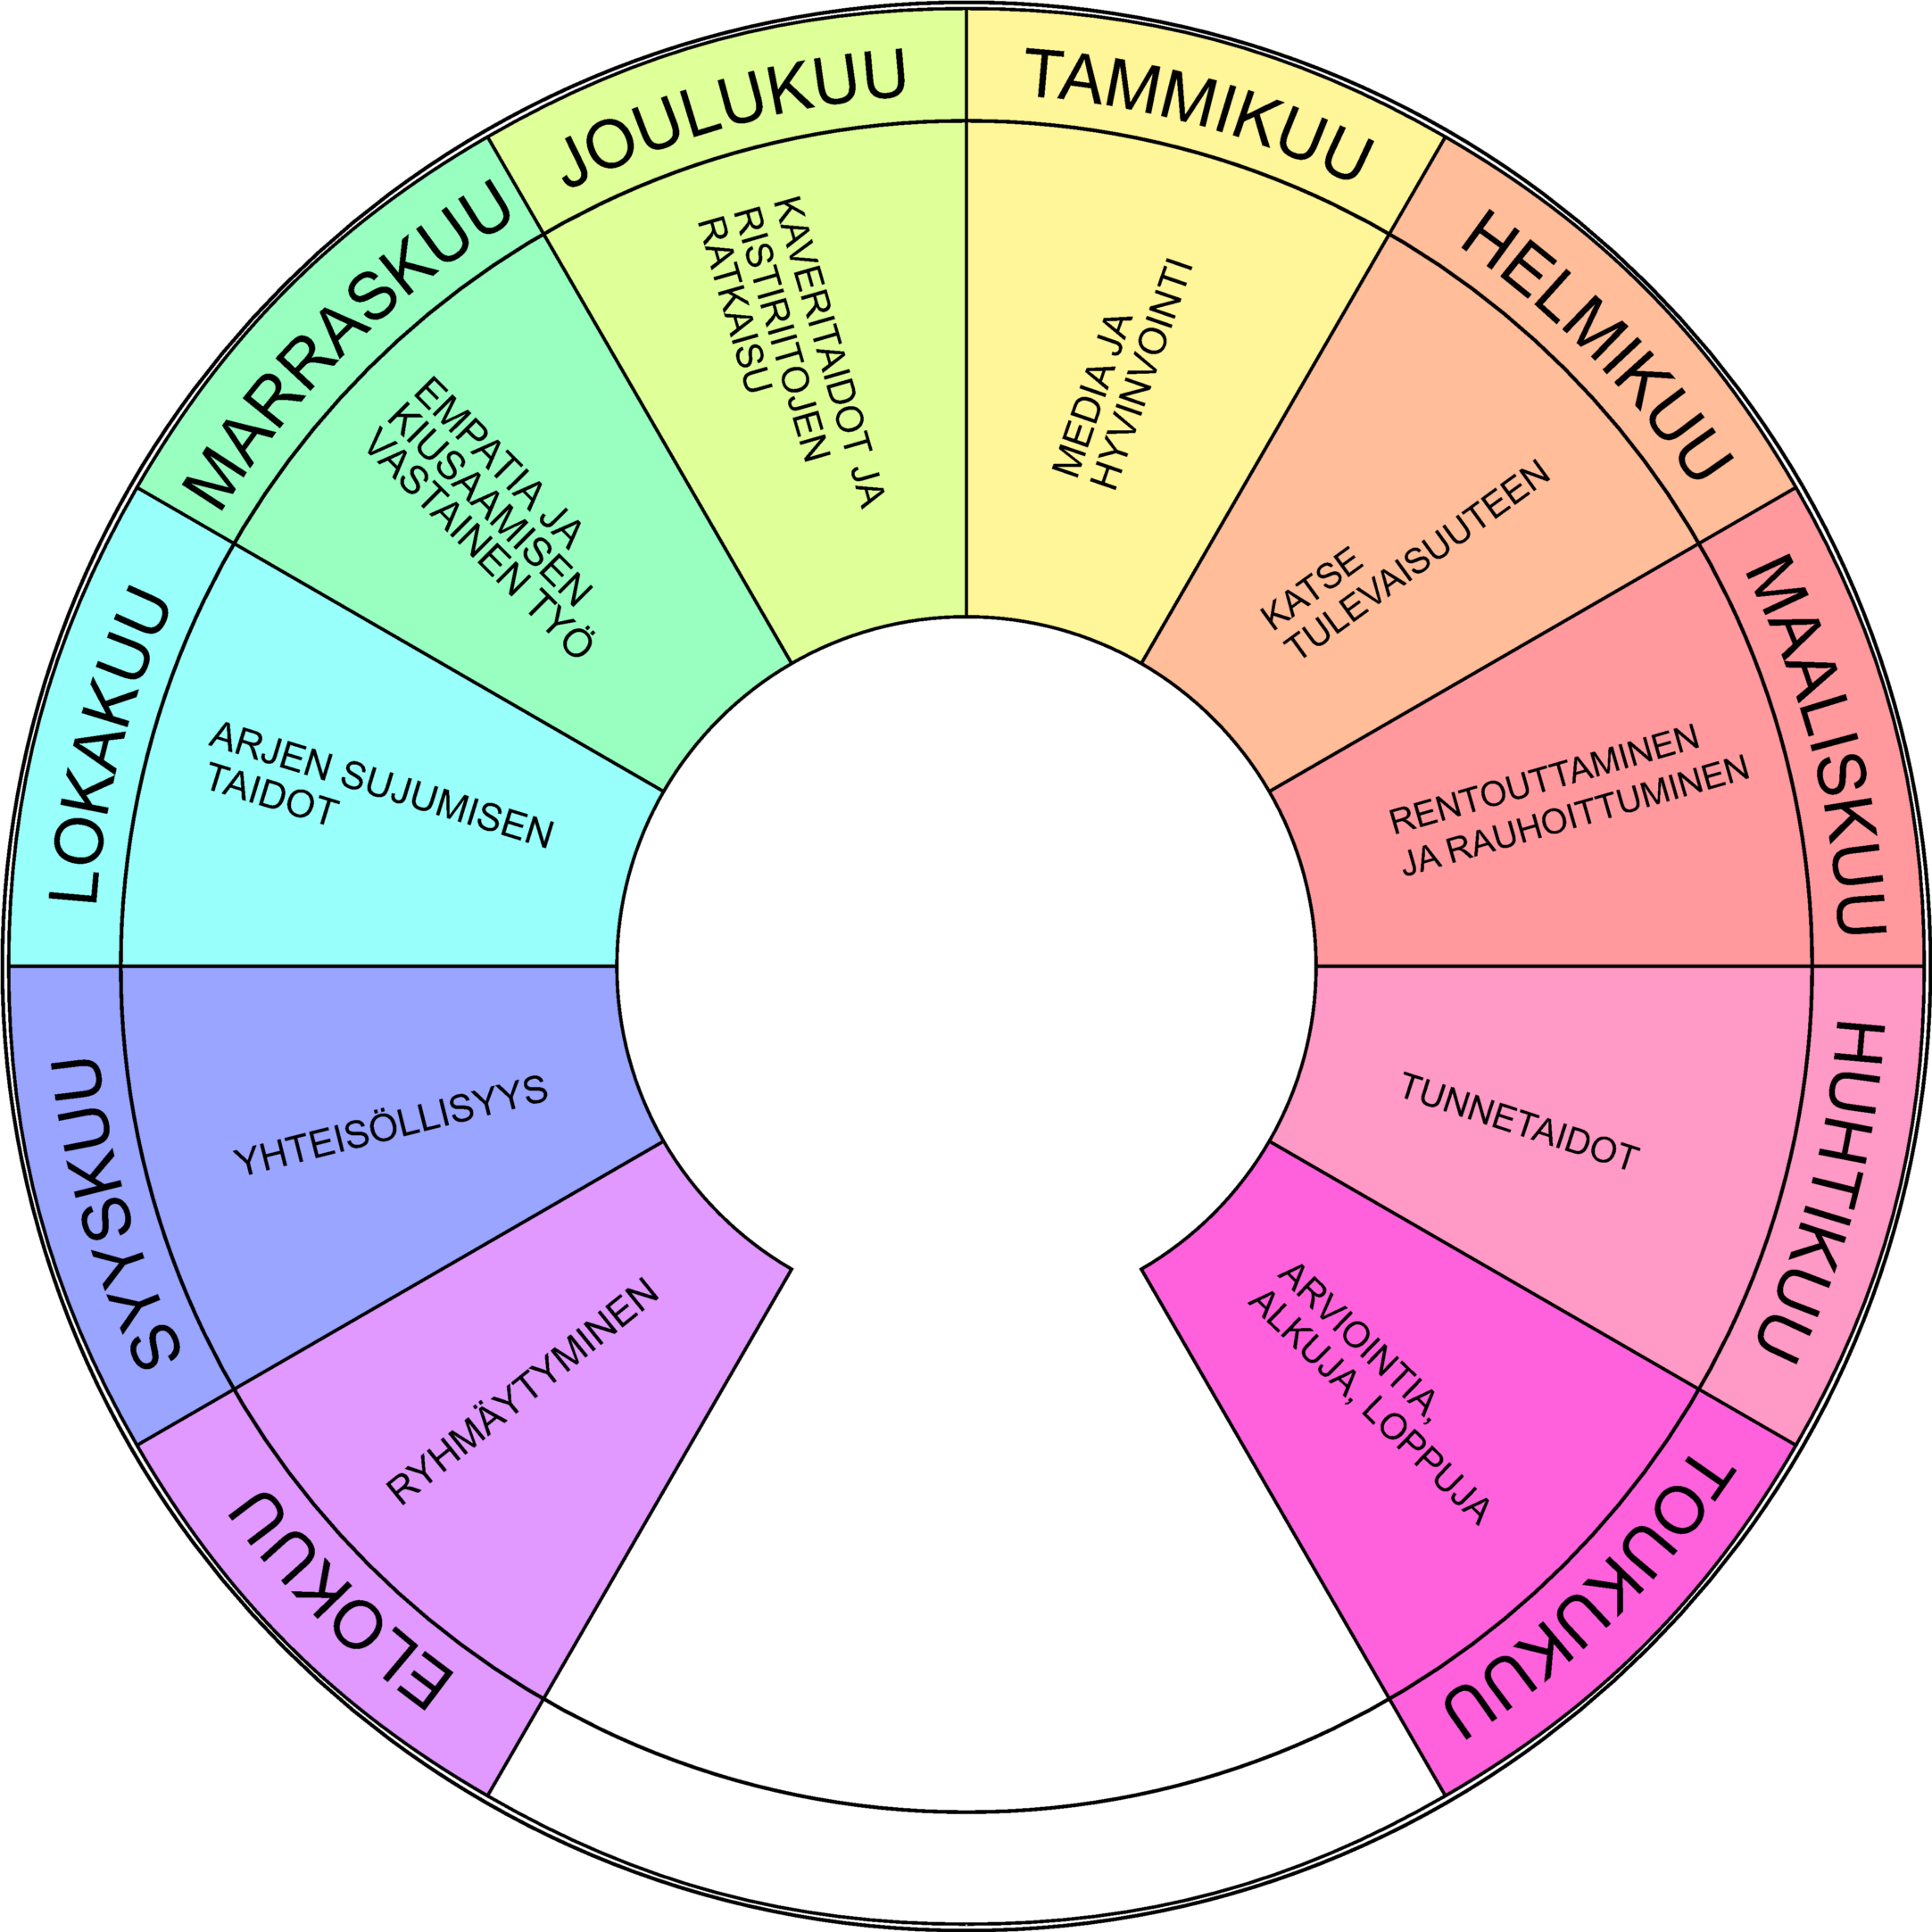 TAMMIKUU
MEDIA JA
HYVINVOINTI
HELMIKUU
KATSE
TULEVAISUUTEEN
MAALISKUU
RENTOUTTAMINEN
JA RAUHOITTUMINEN
HUHTIKUU
TUNNETAIDOT
TOUKUKUU
ARVIOINTIA,
ALKUJA, LOPPUJA
ELOKUU
RYHMÄYTYMINEN
SYYSKUU
YHTEISÖLLISYYS
LOKAKUU
ARJEN SUJUMISEN
TAIDOT
MARRASKUU
EMPATIA JA
KIUSAAMISEN
VASTAINEN TYÖ
JOULUKUU
KAVERITAIDOT JA
RISTIRIITOJEN
RATKAISU